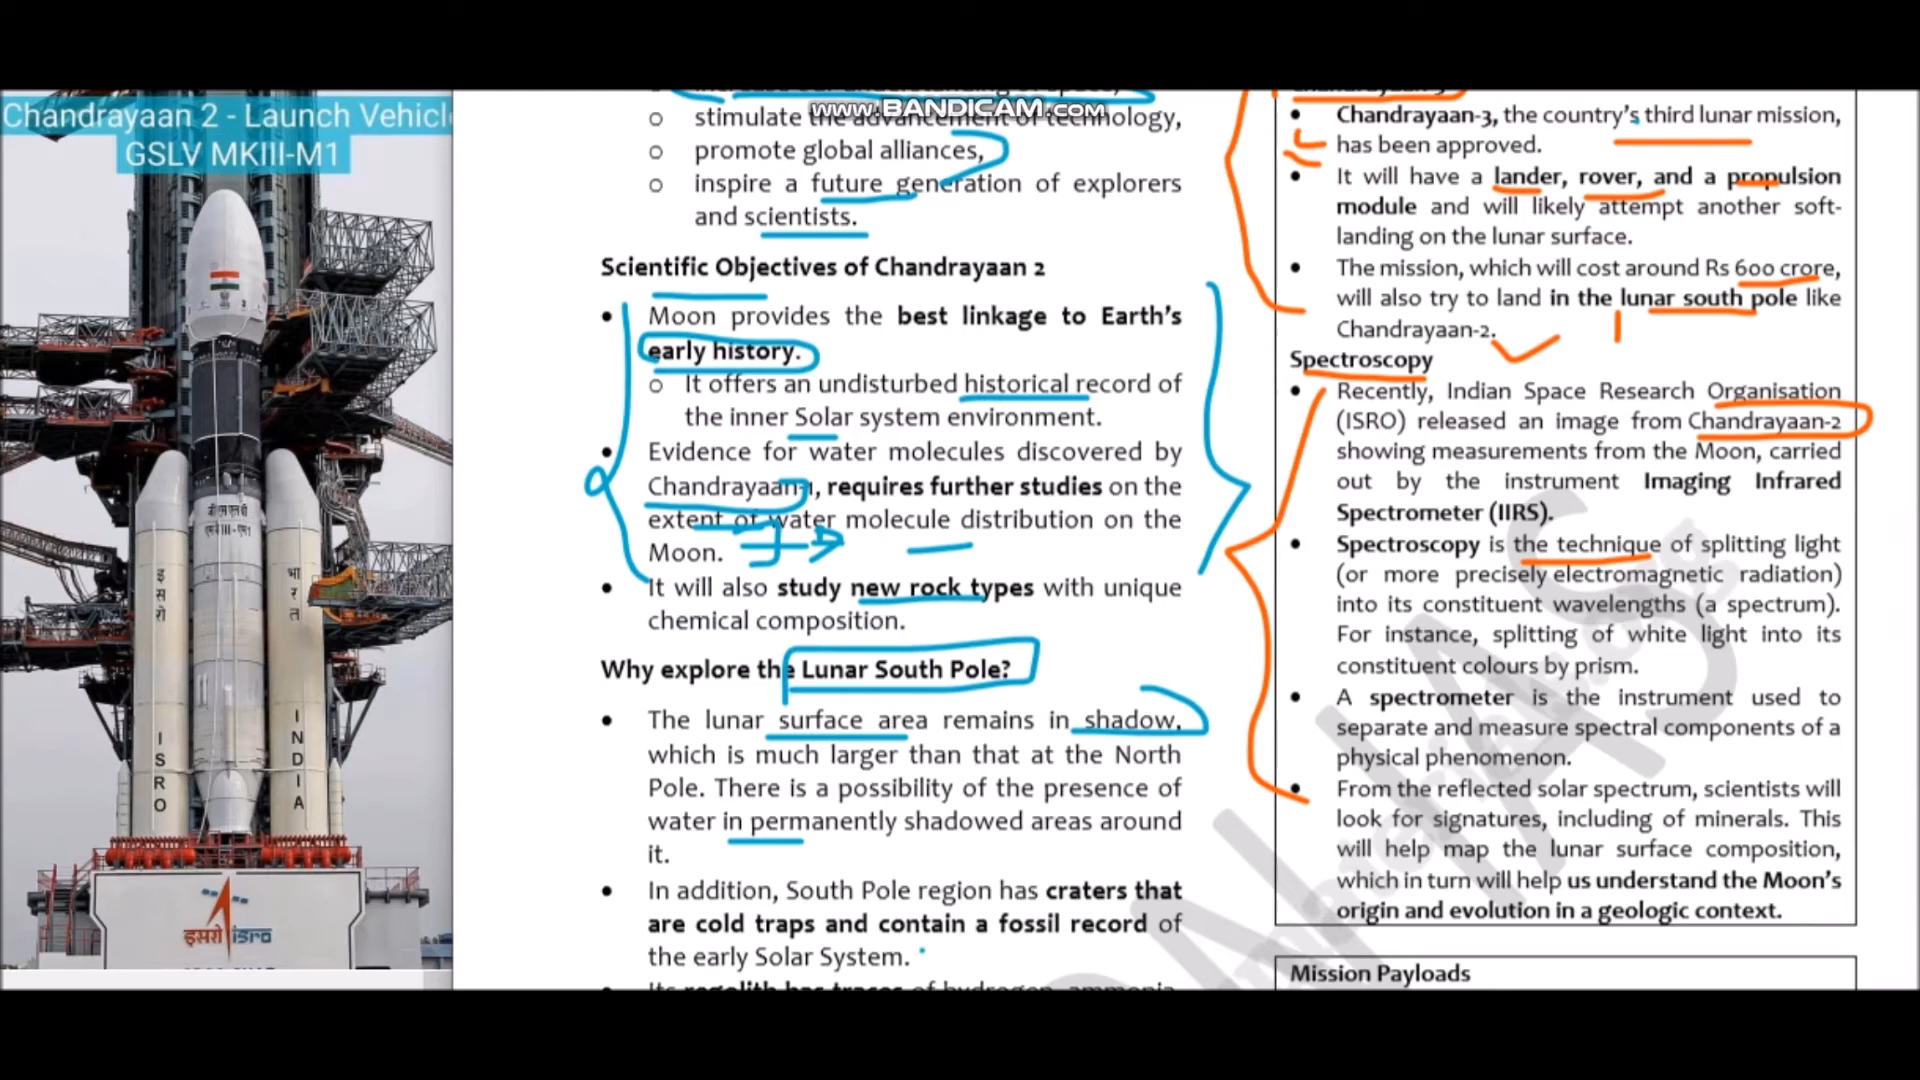 Chandrayaan 2 - Launch Vehicl
GSLV MKIII-M1
जीएसएलवी
एमकेIII-एम1
इसरो
भारत
ISRO
INDIA
इसरो isro
www.BANDICAM.com
o stimulate the advancement of technology,
o promote global alliances,
o inspire a future generation of explorers
and scientists.
Scientific Objectives of Chandrayaan 2
• Moon provides the best linkage to Earth's
early history.
o It offers an undisturbed historical record of
the inner Solar system environment.
• Evidence for water molecules discovered by
Chandrayaan-1, requires further studies on the
extent of water molecule distribution on the
Moon.
• It will also study new rock types with unique
chemical composition.
Why explore the Lunar South Pole?
• The lunar surface area remains in shadow,
which is much larger than that at the North
Pole. There is a possibility of the presence of
water in permanently shadowed areas around
it.
• In addition, South Pole region has craters that
are cold traps and contain a fossil record of
the early Solar System.
• Its regolith has traces of hydrogen, ammonia,
Chandrayaan-3
• Chandrayaan-3, the country's third lunar mission,
has been approved.
• It will have a lander, rover, and a propulsion
module and will likely attempt another soft-
landing on the lunar surface.
• The mission, which will cost around Rs 600 crore,
will also try to land in the lunar south pole like
Chandrayaan-2.
Spectroscopy
• Recently, Indian Space Research Organisation
(ISRO) released an image from Chandrayaan-2
showing measurements from the Moon, carried
out by the instrument Imaging Infrared
Spectrometer (IIRS).
• Spectroscopy is the technique of splitting light
(or more precisely electromagnetic radiation)
into its constituent wavelengths (a spectrum).
For instance, splitting of white light into its
constituent colours by prism.
• A spectrometer is the instrument used to
separate and measure spectral components of a
physical phenomenon.
• From the reflected solar spectrum, scientists will
look for signatures, including of minerals. This
will help map the lunar surface composition,
which in turn will help us understand the Moon's
origin and evolution in a geologic context.
Mission Payloads